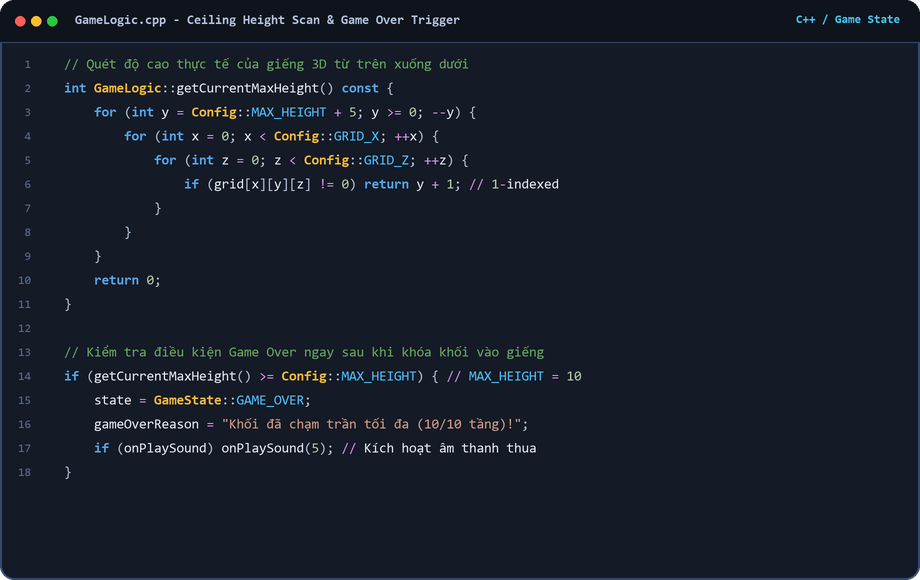 GameLogic.cpp - Ceiling Height Scan & Game Over Trigger
C++ / Game State
1 // Quét độ cao thực tế của giếng 3D từ trên xuống dưới
2 int GameLogic::getCurrentMaxHeight() const {
3     for (int y = Config::MAX_HEIGHT + 5; y >= 0; --y) {
4         for (int x = 0; x < Config::GRID_X; ++x) {
5             for (int z = 0; z < Config::GRID_Z; ++z) {
6                 if (grid[x][y][z] != 0) return y + 1; // 1-indexed
7             }
8         }
9     }
10     return 0;
11 }
12
13 // Kiểm tra điều kiện Game Over ngay sau khi khóa khối vào giếng
14 if (getCurrentMaxHeight() >= Config::MAX_HEIGHT) { // MAX_HEIGHT = 10
15     state = GameState::GAME_OVER;
16     gameOverReason = "Khối đã chạm trần tối đa (10/10 tầng)!";
17     if (onPlaySound) onPlaySound(5); // Kích hoạt âm thanh thua
18 }